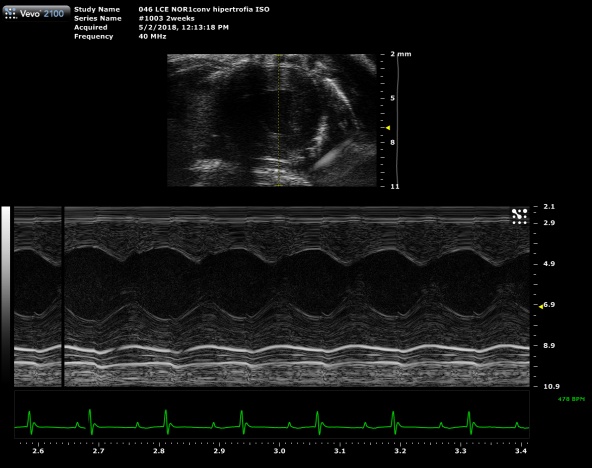 Vevo 2100
Study Name 046 LCE NOR1conv hipertrofia ISO
Series Name #1003 2weeks
Acquired 5/2/2018, 12:13:18 PM
Frequency 40 MHz
2 mm
5
8
11
2.1
2.9
4.9
6.9
8.9
10.9
478 BPM
2.6 2.7 2.8 2.9 3.0 3.1 3.2 3.3 3.4